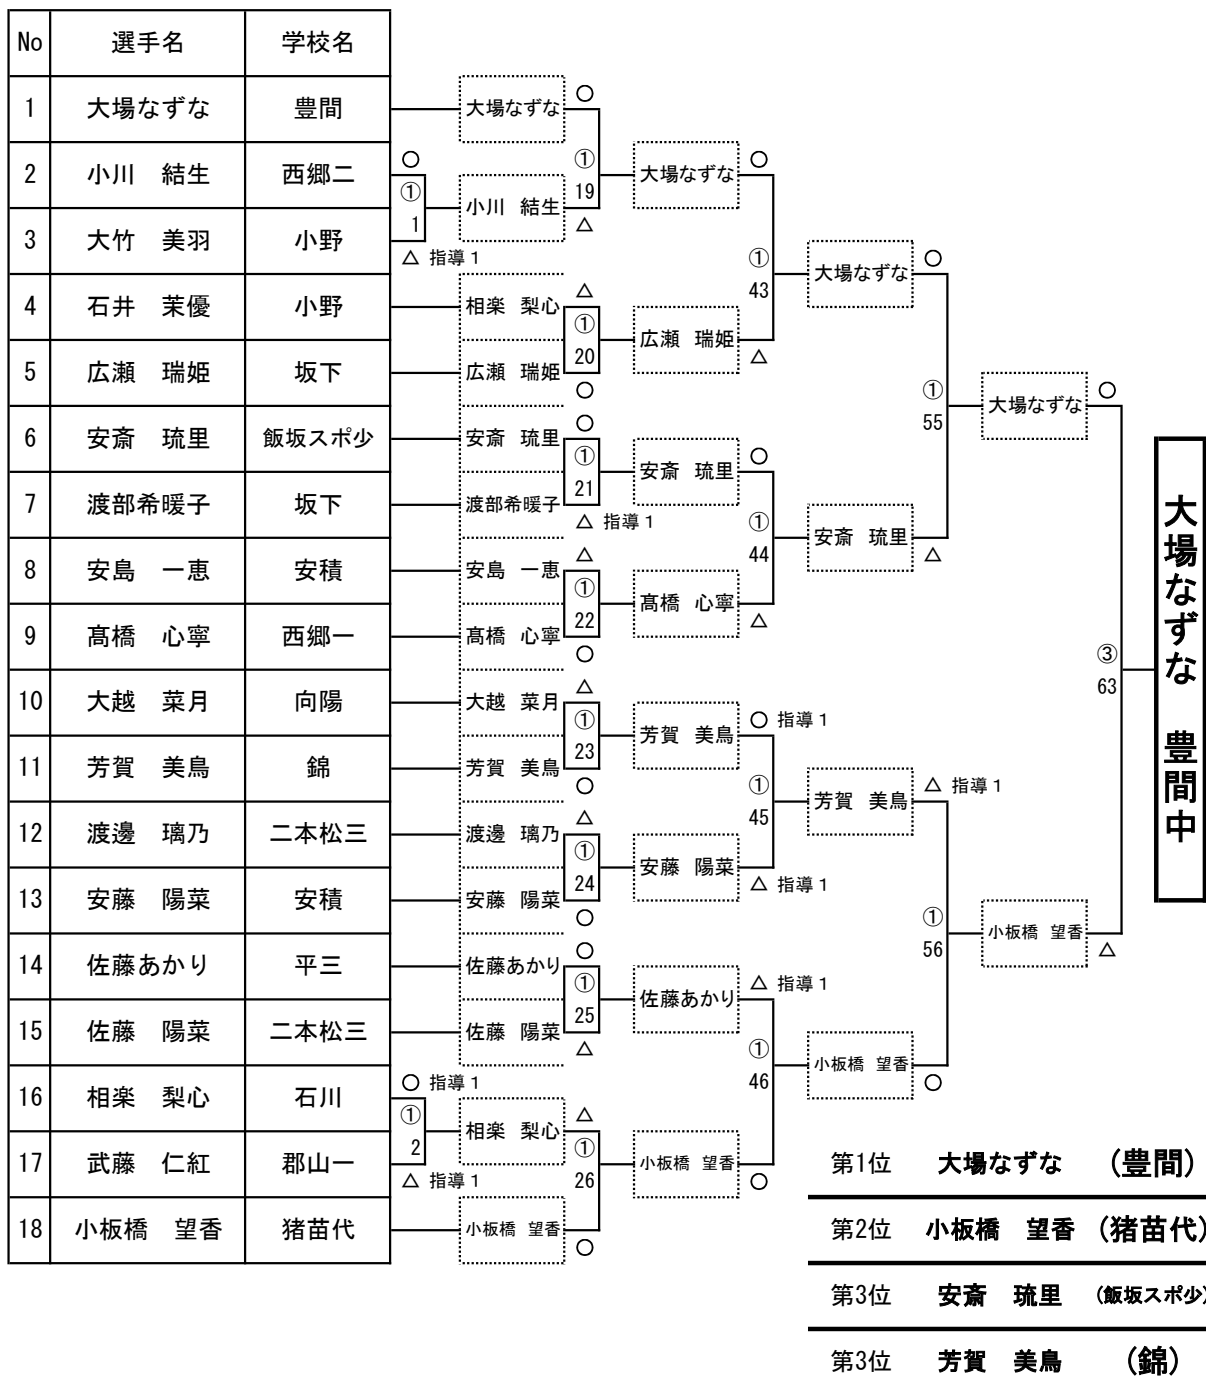 No 選手名 学校名
1 大場なずな 豊間
2 小川　結生 西郷二
3 大竹　美羽 小野
4 石井　茉優 小野
5 広瀬　瑞姫 坂下
6 安斎　琉里 飯坂スポ少
7 渡部希暖子 坂下
8 安島　一恵 安積
9 髙橋　心寧 西郷一
10 大越　菜月 向陽
11 芳賀　美鳥 錦
12 渡邊　璃乃 二本松三
13 安藤　陽菜 安積
14 佐藤あかり 平三
15 佐藤　陽菜 二本松三
16 相楽　梨心 石川
17 武藤　仁紅 郡山一
18 小板橋　望香 猪苗代
○
①
1
△ 指導1
○ 指導1
①
2
△ 指導1
大場なずな ○
①
19
小川　結生 △
相楽　梨心 △
①
20
広瀬　瑞姫 ○
安斎　琉里 ○
①
21
渡部希暖子 △ 指導1
安島　一恵 △
①
22
髙橋　心寧 ○
大越　菜月 △
①
23
芳賀　美鳥 ○
渡邊　璃乃 △
①
24
安藤　陽菜 ○
佐藤あかり ○
①
25
佐藤　陽菜 △
相楽　梨心 △
①
26
小板橋　望香 ○
大場なずな ○
①
43
広瀬　瑞姫 △
安斎　琉里 ○
①
44
髙橋　心寧 △
芳賀　美鳥 ○ 指導1
①
45
安藤　陽菜 △ 指導1
佐藤あかり △ 指導1
①
46
小板橋　望香 ○
大場なずな ○
①
55
安斎　琉里 △
芳賀　美鳥 △ 指導1
①
56
小板橋　望香 ○
大場なずな ○
③
63
小板橋　望香 △
大場なずな　豊間中
第1位 大場なずな （豊間）
第2位 小板橋　望香 （猪苗代）
第3位 安斎　琉里 （飯坂スポ少）
第3位 芳賀　美鳥 （錦）